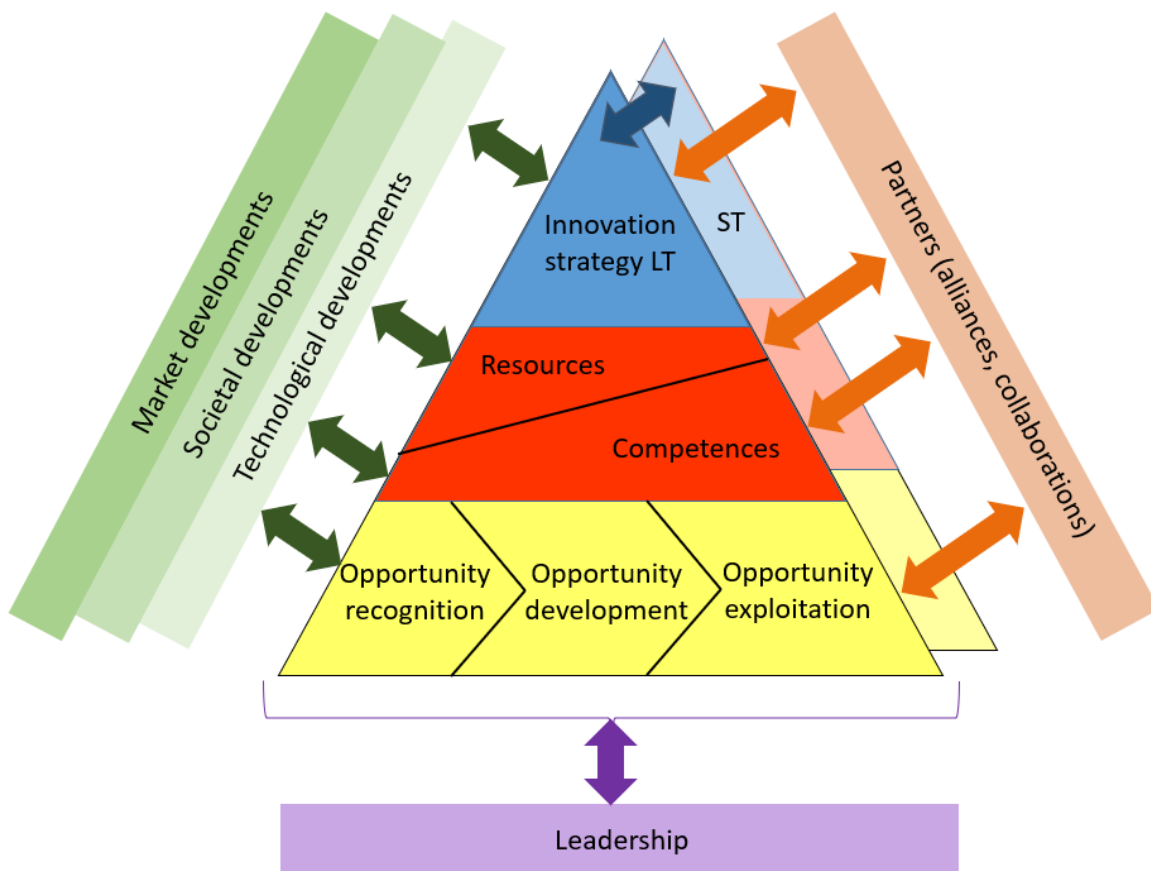 Market developments
Societal developments
Technological developments
Innovation
strategy LT
ST
Partners (alliances, collaborations)
Resources
Competences
Opportunity
recognition
Opportunity
development
Opportunity
exploitation
Leadership